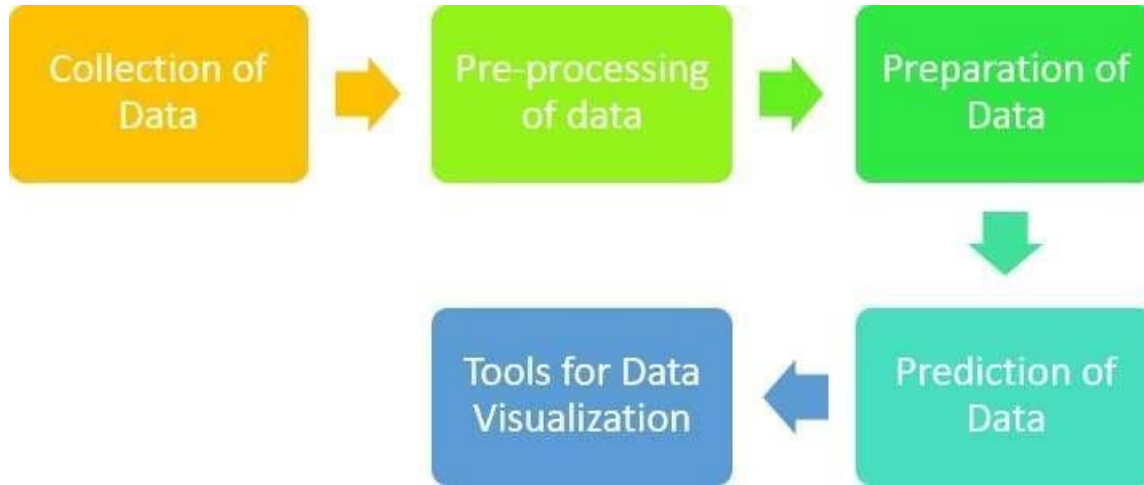 Collection of
Data
Pre-processing
of data
Preparation of
Data
Prediction of
Data
Tools for Data
Visualization